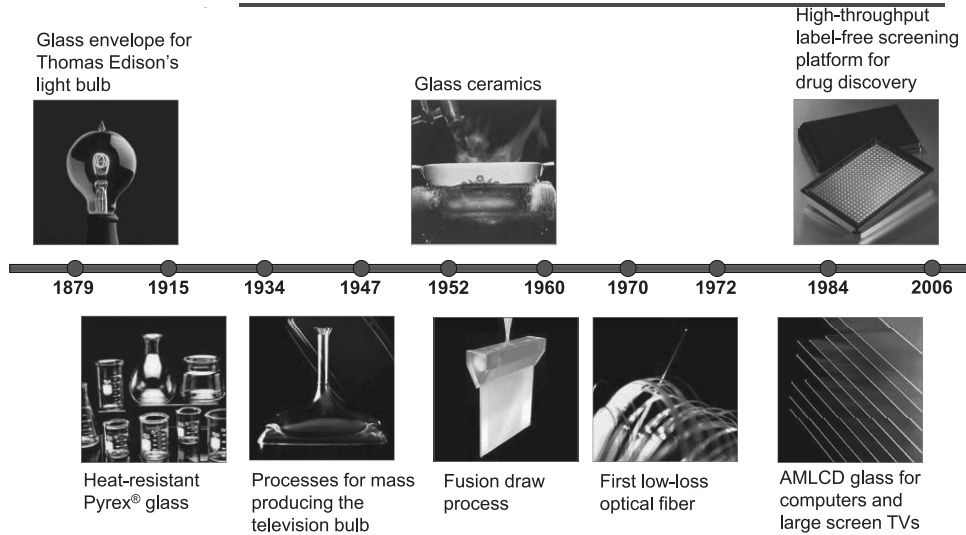 Glass envelope for
Thomas Edison's
light bulb
Glass ceramics
High-throughput
label-free screening
platform for
drug discovery
1879 1915 1934 1947 1952 1960 1970 1972 1984 2006
Heat-resistant
Pyrex® glass
Processes for mass
producing the
television bulb
Fusion draw
process
First low-loss
optical fiber
AMLCD glass for
computers and
large screen TVs